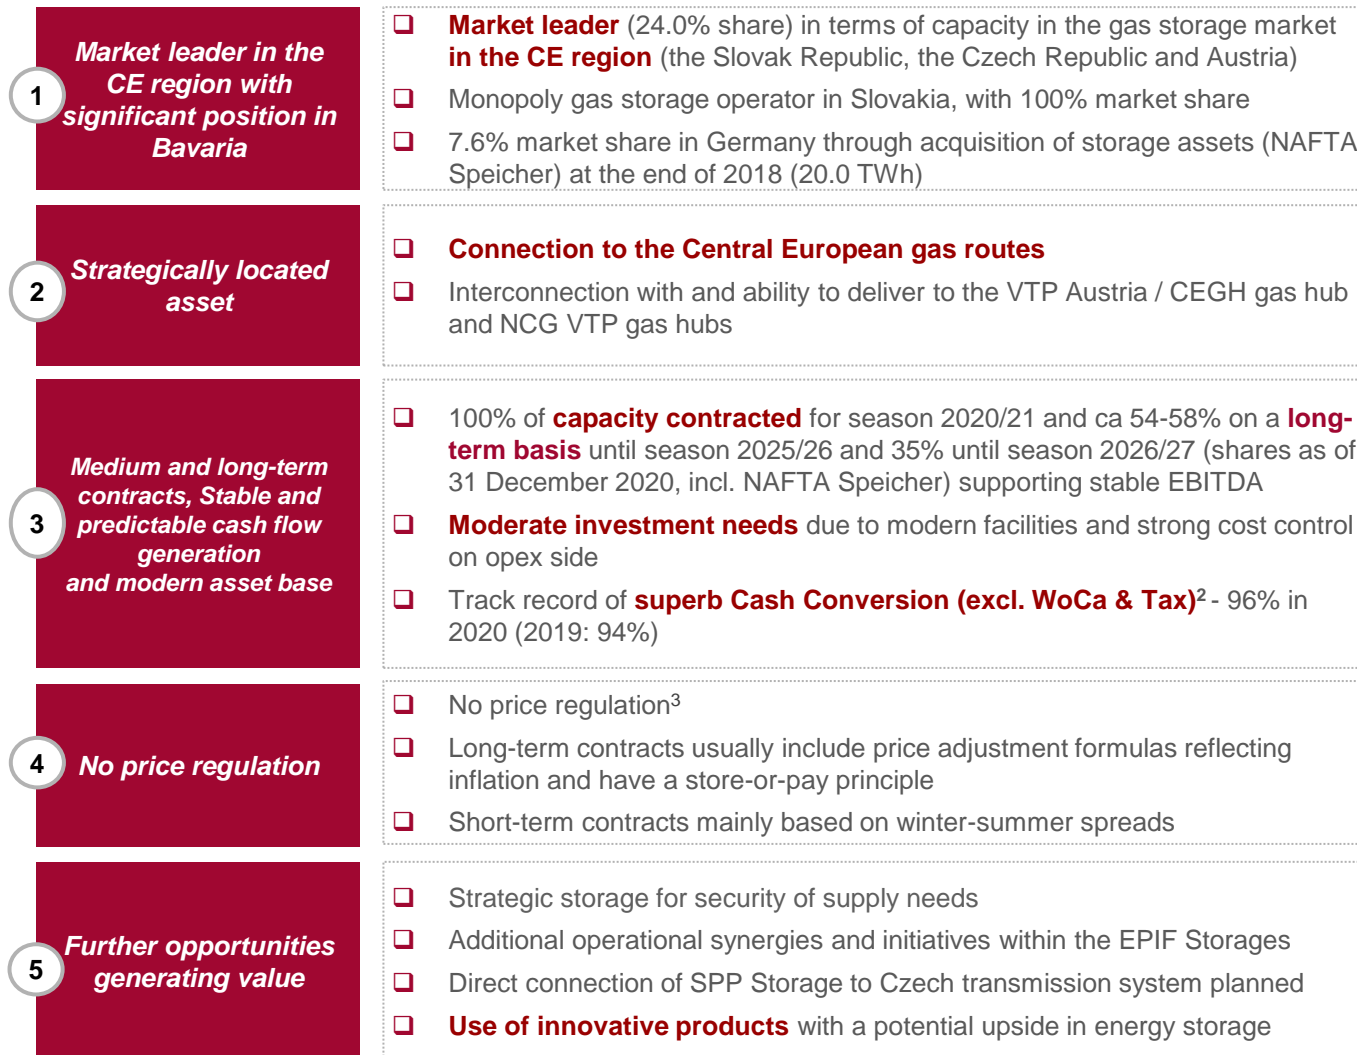 Market leader in the
CE region with
significant position in
Bavaria
1
❑ Market leader (24.0% share) in terms of capacity in the gas storage market
in the CE region (the Slovak Republic, the Czech Republic and Austria)
❑ Monopoly gas storage operator in Slovakia, with 100% market share
❑ 7.6% market share in Germany through acquisition of storage assets (NAFTA
Speicher) at the end of 2018 (20.0 TWh)
Strategically located
asset
2
❑ Connection to the Central European gas routes
❑ Interconnection with and ability to deliver to the VTP Austria / CEGH gas hub
and NCG VTP gas hubs
Medium and long-term
contracts, Stable and
predictable cash flow
generation
and modern asset base
3
❑ 100% of capacity contracted for season 2020/21 and ca 54-58% on a long-
term basis until season 2025/26 and 35% until season 2026/27 (shares as of
31 December 2020, incl. NAFTA Speicher) supporting stable EBITDA
❑ Moderate investment needs due to modern facilities and strong cost control
on opex side
❑ Track record of superb Cash Conversion (excl. WoCa & Tax)² - 96% in
2020 (2019: 94%)
No price regulation
4
❑ No price regulation³
❑ Long-term contracts usually include price adjustment formulas reflecting
inflation and have a store-or-pay principle
❑ Short-term contracts mainly based on winter-summer spreads
Further opportunities
generating value
5
❑ Strategic storage for security of supply needs
❑ Additional operational synergies and initiatives within the EPIF Storages
❑ Direct connection of SPP Storage to Czech transmission system planned
❑ Use of innovative products with a potential upside in energy storage